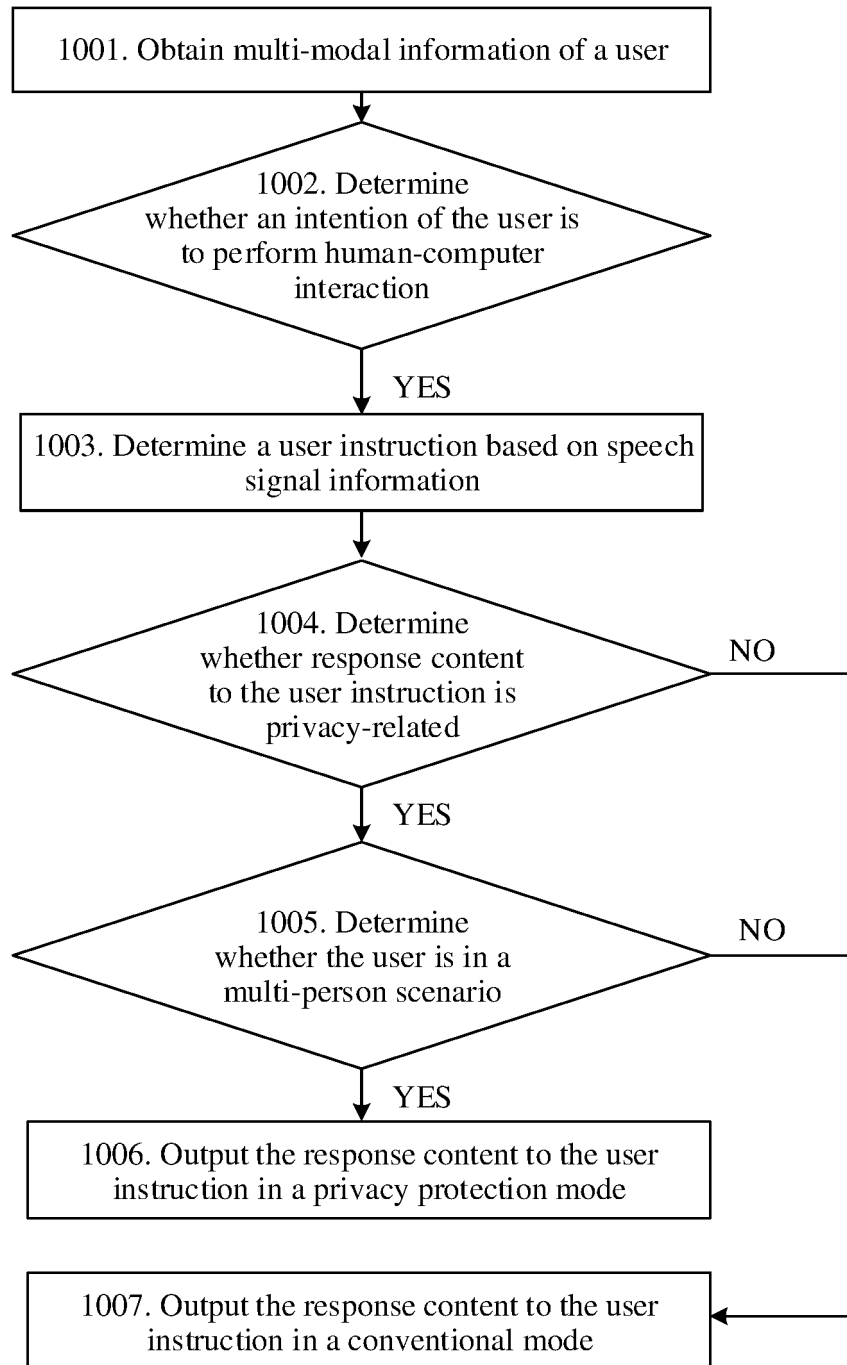 1001. Obtain multi-modal information of a user
1002. Determine
whether an intention of the user is
to perform human-computer
interaction
YES
1003. Determine a user instruction based on speech
signal information
1004. Determine
whether response content
to the user instruction is
privacy-related
NO
YES
1005. Determine
whether the user is in a
multi-person scenario
NO
YES
1006. Output the response content to the user
instruction in a privacy protection mode
1007. Output the response content to the user
instruction in a conventional mode